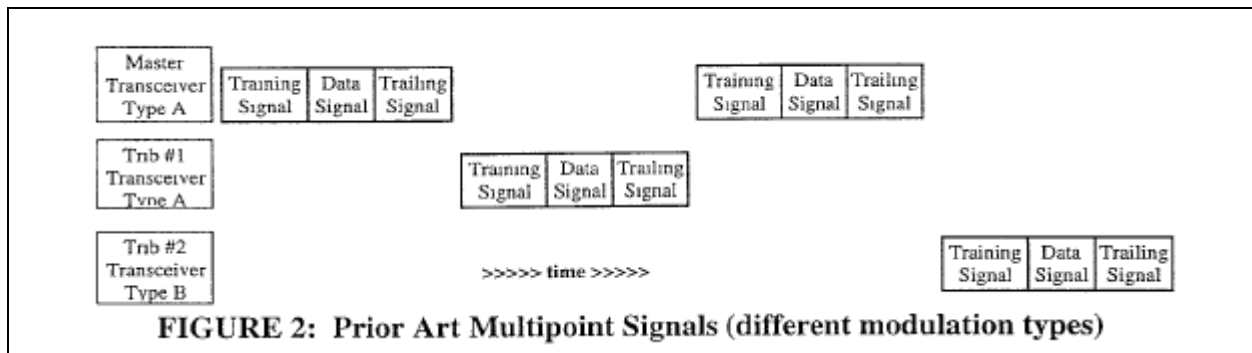 Master
Transceiver
Type A
Training
Signal
Data
Signal
Trailing
Signal
Training
Signal
Data
Signal
Trailing
Signal
Trib #1
Transceiver
Type A
Training
Signal
Data
Signal
Trailing
Signal
Trib #2
Transceiver
Type B
>>>>> time >>>>>
Training
Signal
Data
Signal
Trailing
Signal
FIGURE 2: Prior Art Multipoint Signals (different modulation types)